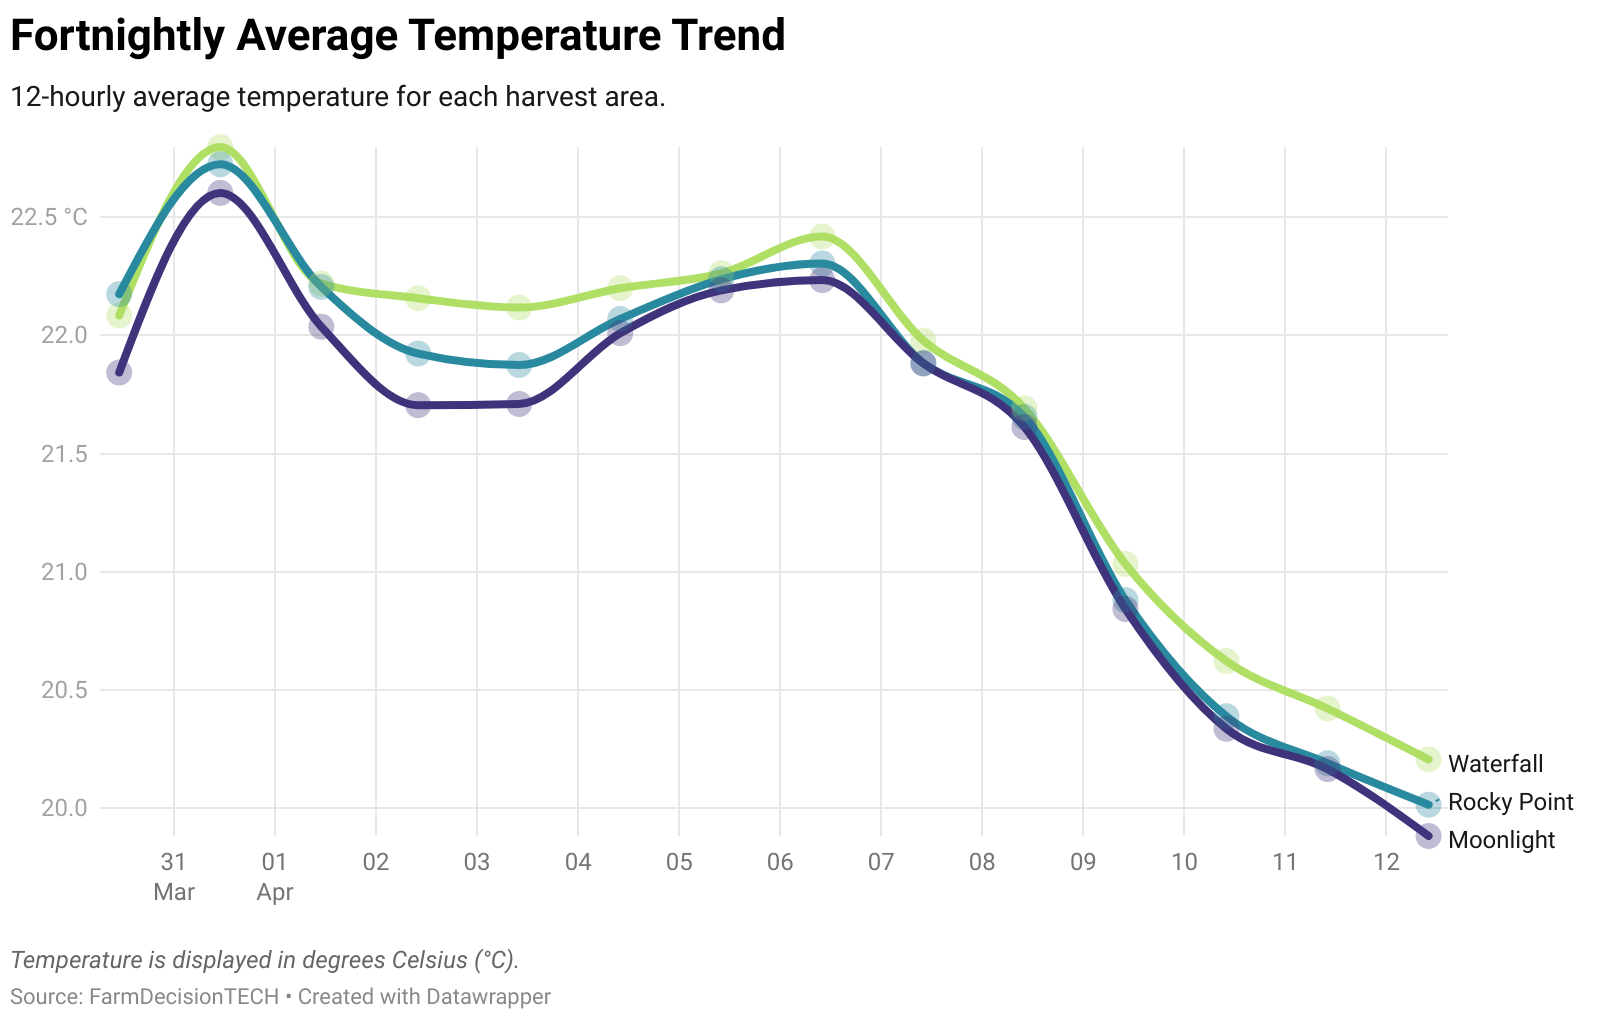 Fortnightly Average Temperature Trend
12-hourly average temperature for each harvest area.
22.5 °C
22.0
21.5
21.0
20.5
20.0
Waterfall
Rocky Point
Moonlight
31 01 02 03 04 05 06 07 08 09 10 11 12
Mar Apr
Temperature is displayed in degrees Celsius (°C).
Source: FarmDecisionTECH • Created with Datawrapper